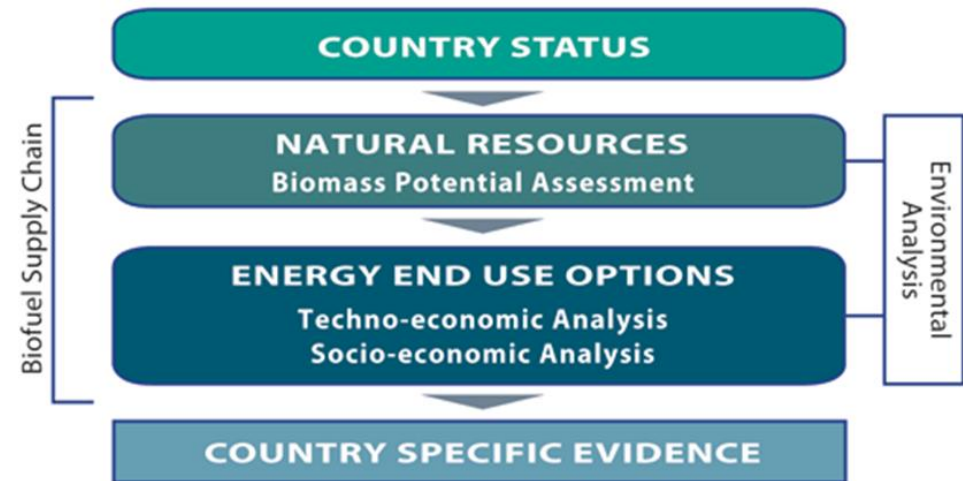 COUNTRY STATUS
Biofuel Supply Chain
NATURAL RESOURCES
Biomass Potential Assessment
Environmental
Analysis
ENERGY END USE OPTIONS
Techno-economic Analysis
Socio-economic Analysis
COUNTRY SPECIFIC EVIDENCE